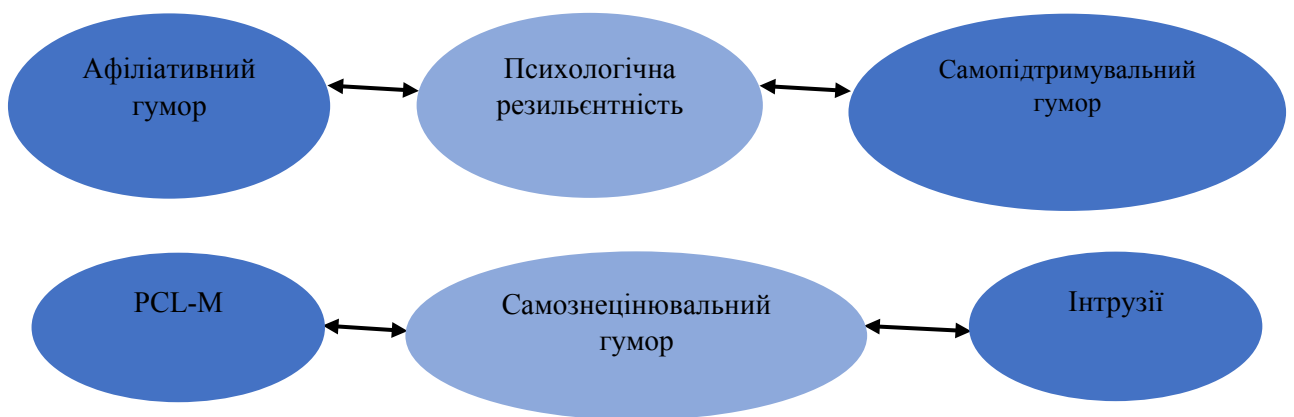 Афіліативний
гумор
Психологічна
резильєнтність
Самопідтримувальний
гумор
PCL-M
Самознецінювальний
гумор
Інтрузії